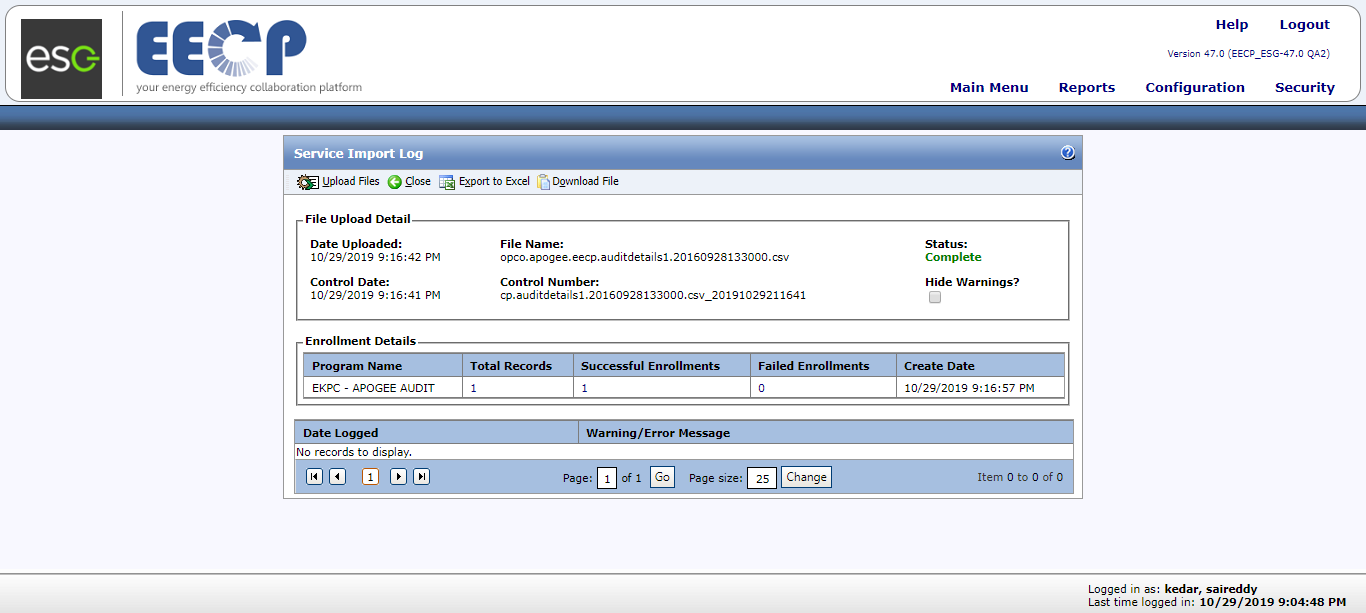 esc
EECP
your energy efficiency collaboration platform
Help Logout
Version 47.0 (EECP_ESG-47.0 QA2)
Main Menu Reports Configuration Security
Service Import Log
?
Upload Files Close Export to Excel Download File
File Upload Detail
Date Uploaded: File Name: Status:
10/29/2019 9:16:42 PM opco.apogee.eecp.auditdetails1.20160928133000.csv Complete
Control Date: Control Number: Hide Warnings?
10/29/2019 9:16:41 PM cp.auditdetails1.20160928133000.csv_20191029211641
Enrollment Details
Program Name Total Records Successful Enrollments Failed Enrollments Create Date
EKPC - APOGEE AUDIT 1 1 0 10/29/2019 9:16:57 PM
Date Logged Warning/Error Message
No records to display.
1 Page: 1 of 1 Go Page size: 25 Change Item 0 to 0 of 0
Logged in as: kedar, saireddy
Last time logged in: 10/29/2019 9:04:48 PM